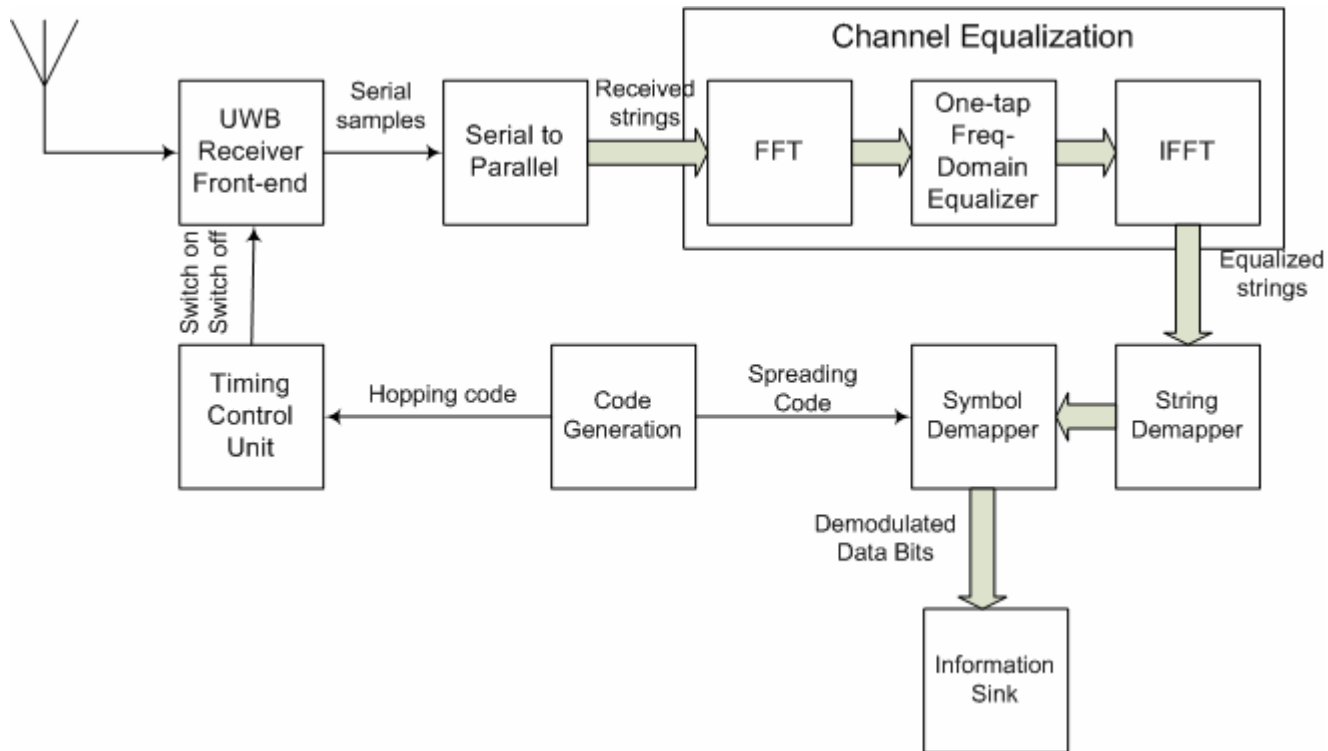 Channel Equalization
UWB
Receiver
Front-end
Serial
samples
Serial to
Parallel
Received
strings
FFT
One-tap
Freq-
Domain
Equalizer
IFFT
Switch on
Switch off
Equalized
strings
Timing
Control
Unit
Hopping code
Code
Generation
Spreading
Code
Symbol
Demapper
String
Demapper
Demodulated
Data Bits
Information
Sink